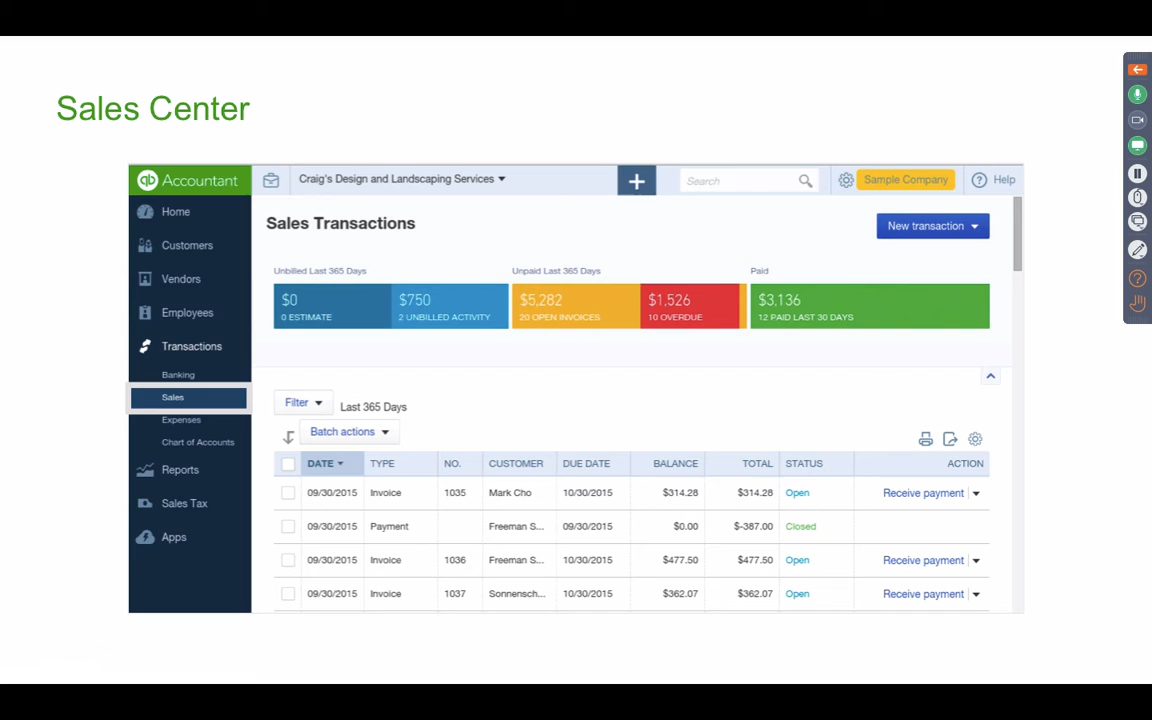 Sales Center
qb Accountant
Craig's Design and Landscaping Services
Search
Sample Company
Help
Home
Customers
Vendors
Employees
Transactions
Banking
Sales
Expenses
Chart of Accounts
Reports
Sales Tax
Apps
Sales Transactions
New transaction
Unbilled Last 365 Days Unpaid Last 365 Days Paid
$0 $750 $5,282 $1,526 $3,136
0 ESTIMATE 2 UNBILLED ACTIVITY 20 OPEN INVOICES 10 OVERDUE 12 PAID LAST 30 DAYS
Filter Last 365 Days
Batch actions
DATE TYPE NO. CUSTOMER DUE DATE BALANCE TOTAL STATUS ACTION
09/30/2015 Invoice 1035 Mark Cho 10/30/2015 $314.28 $314.28 Open Receive payment
09/30/2015 Payment Freeman S... 09/30/2015 $0.00 $-387.00 Closed
09/30/2015 Invoice 1036 Freeman S... 10/30/2015 $477.50 $477.50 Open Receive payment
09/30/2015 Invoice 1037 Sonnensch... 10/30/2015 $362.07 $362.07 Open Receive payment